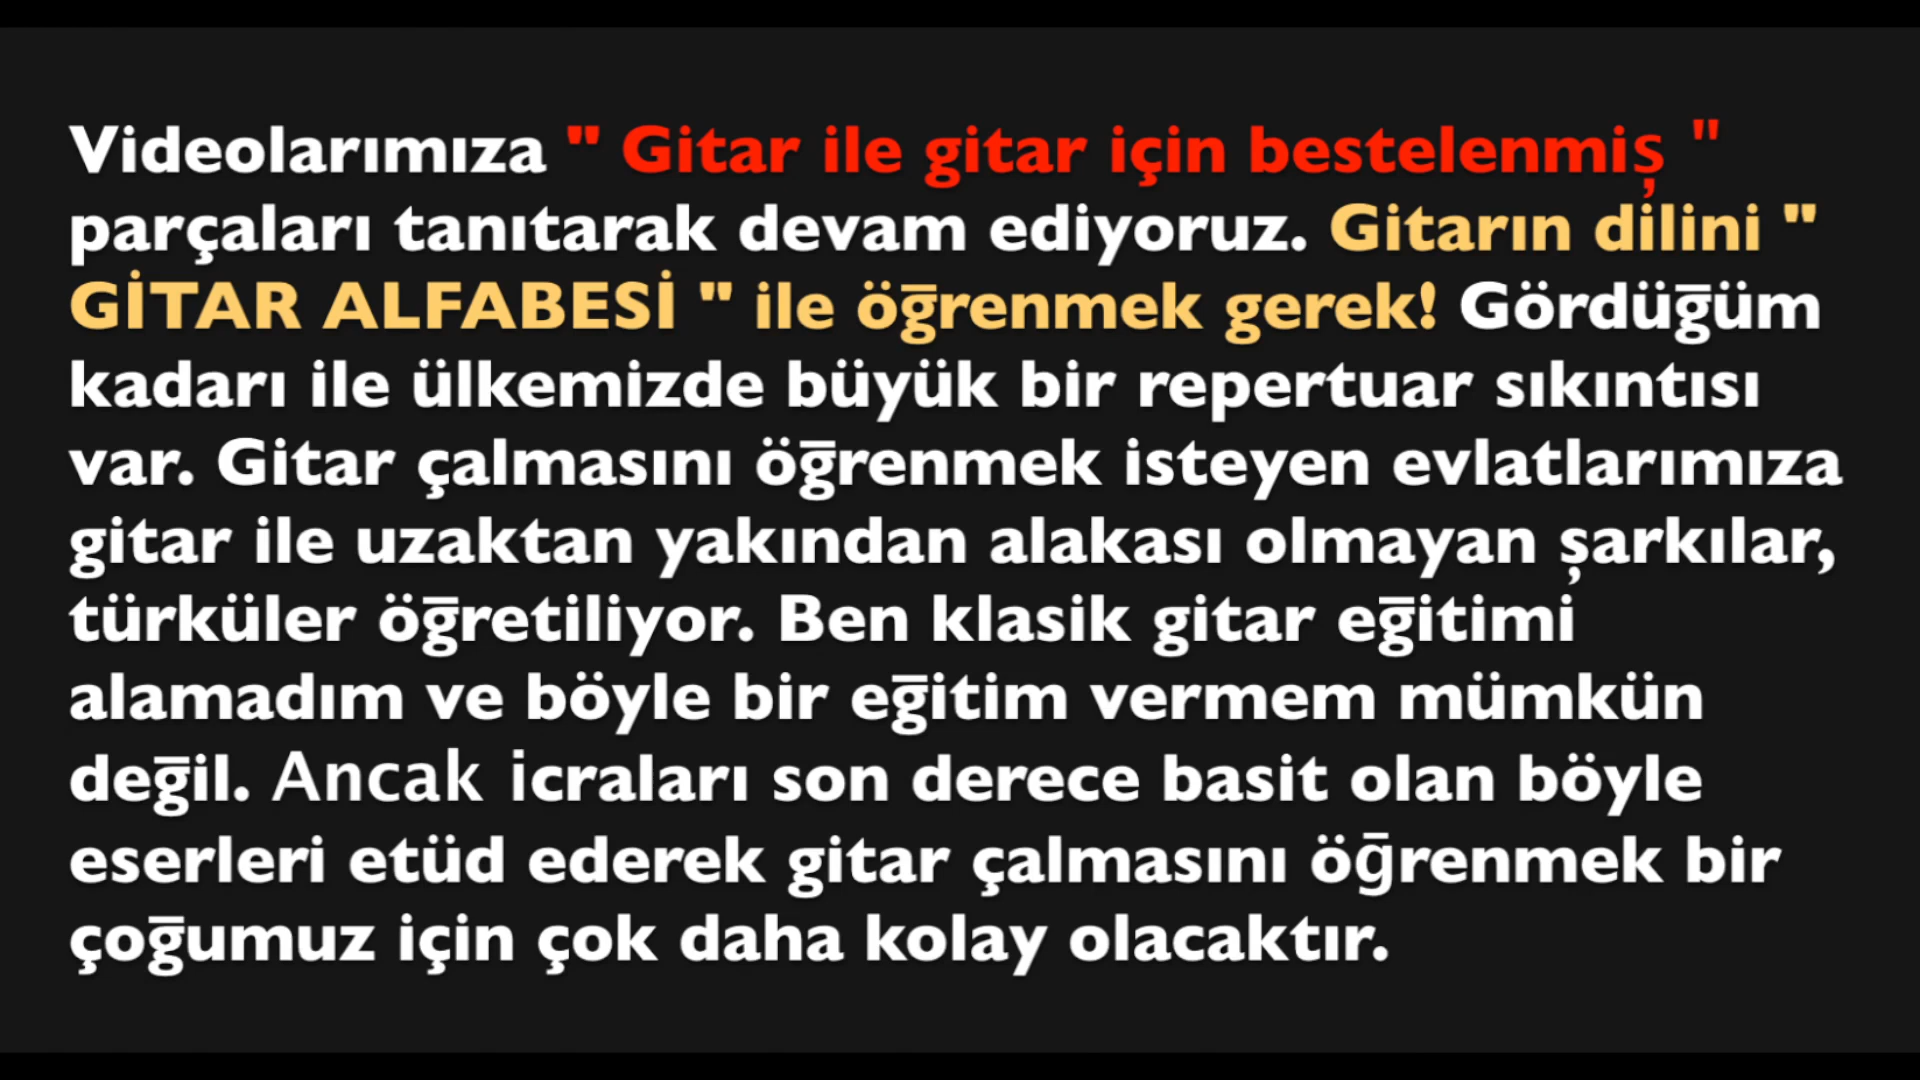 Videolarımıza " Gitar ile gitar için bestelenmiş "
parçaları tanıtarak devam ediyoruz. Gitarın dilini "
GİTAR ALFABESİ " ile öğrenmek gerek! Gördüğüm
kadarı ile ülkemizde büyük bir repertuar sıkıntısı
var. Gitar çalmasını öğrenmek isteyen evlatlarımıza
gitar ile uzaktan yakından alakası olmayan şarkılar,
türküler öğretiliyor. Ben klasik gitar eğitimi
alamadım ve böyle bir eğitim vermem mümkün
değil. Ancak icraları son derece basit olan böyle
eserleri etüd ederek gitar çalmasını öğrenmek bir
çoğumuz için çok daha kolay olacaktır.